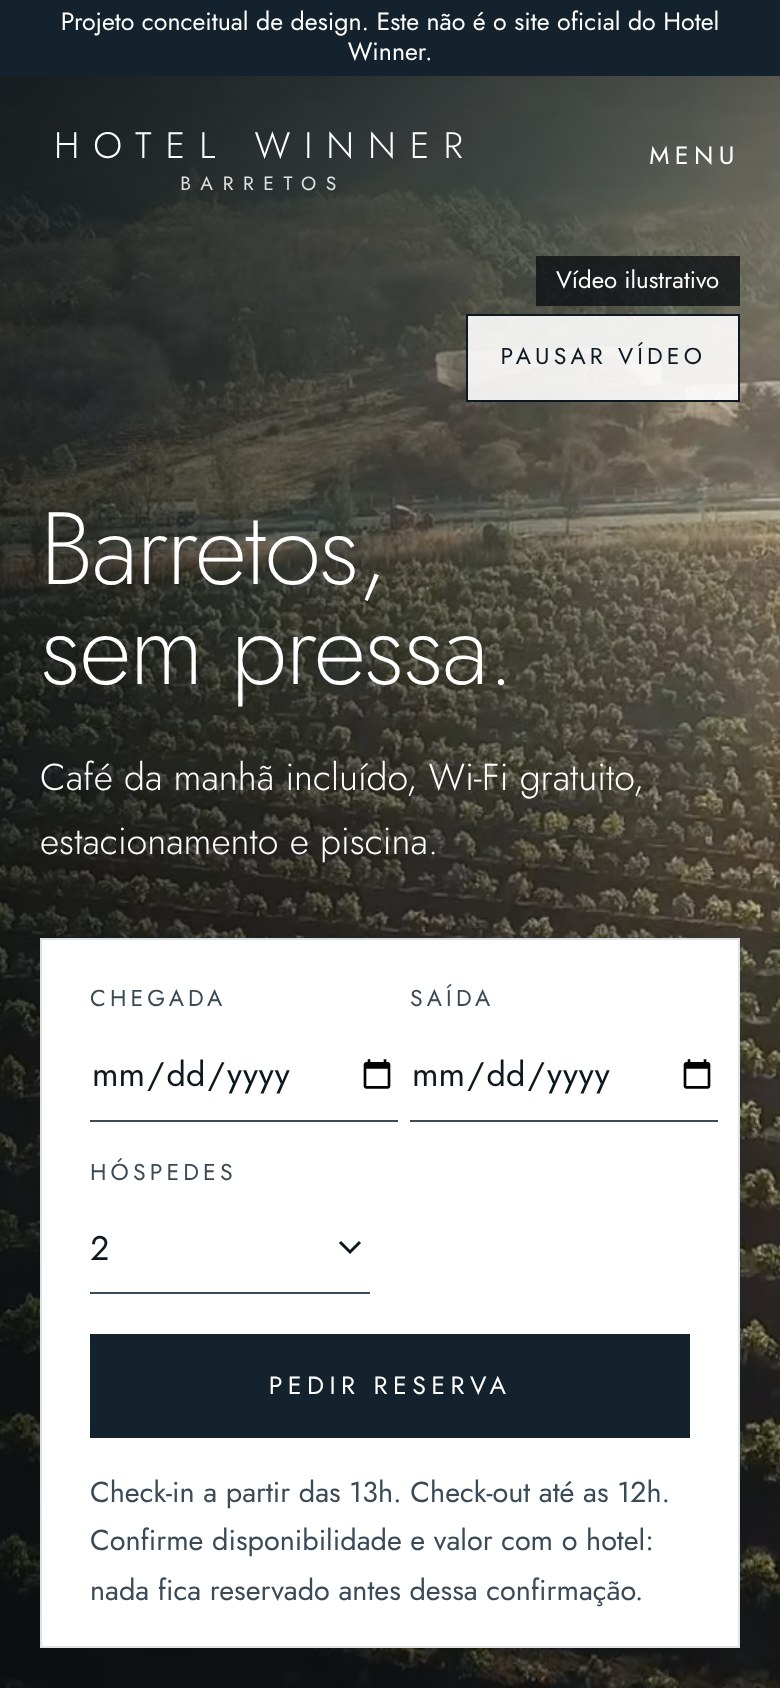 Projeto conceitual de design. Este não é o site oficial do Hotel
Winner.
HOTEL WINNER
BARRETOS
MENU
Vídeo ilustrativo
PAUSAR VÍDEO
Barretos,
sem pressa.
Café da manhã incluído, Wi-Fi gratuito,
estacionamento e piscina.
CHEGADA
SAÍDA
mm/dd/yyyy
mm/dd/yyyy
HÓSPEDES
2
PEDIR RESERVA
Check-in a partir das 13h. Check-out até as 12h.
Confirme disponibilidade e valor com o hotel:
nada fica reservado antes dessa confirmação.